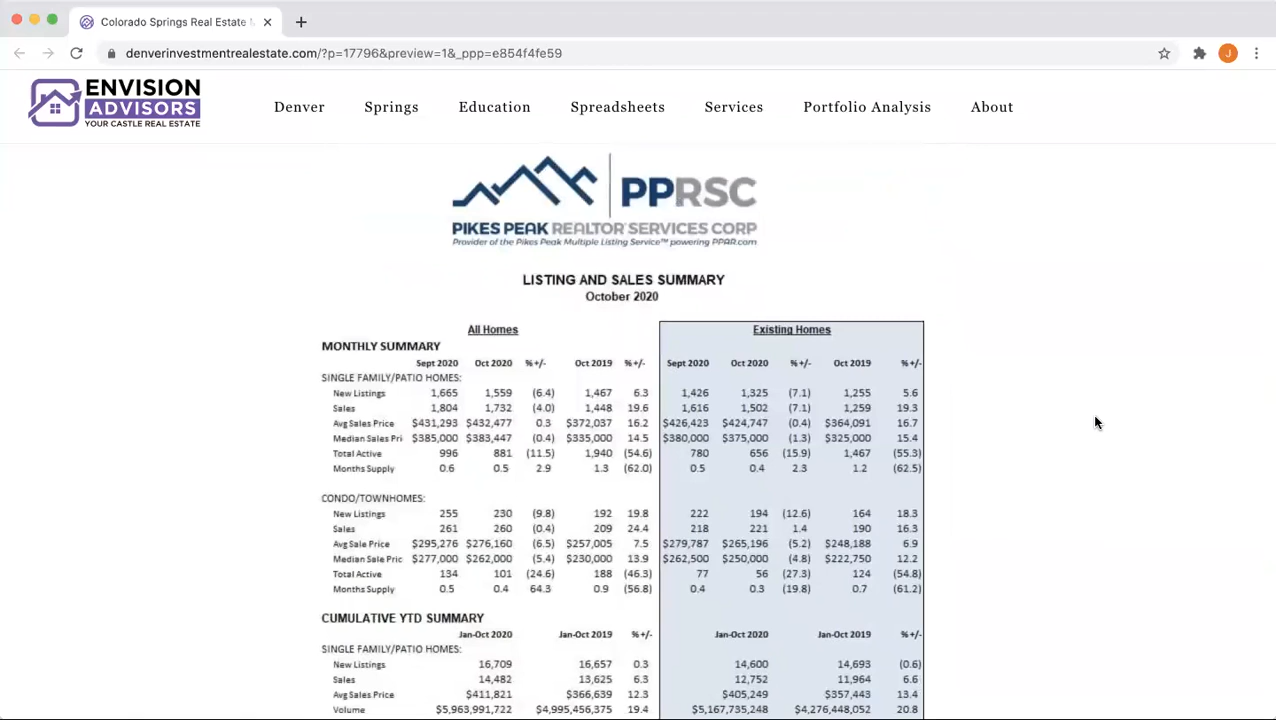 Colorado Springs Real Estate
denverinvestmentrealestate.com/?p=17796&preview=1&_ppp=e854f4fe59
J
ENVISION
ADVISORS
YOUR CASTLE REAL ESTATE
Denver Springs Education Spreadsheets Services Portfolio Analysis About
PPRSC
PIKES PEAK REALTOR® SERVICES CORP
Provider of the Pikes Peak Multiple Listing Service™ powering PPAR.com
LISTING AND SALES SUMMARY
October 2020
All Homes Existing Homes
MONTHLY SUMMARY
Sept 2020 Oct 2020 %+/- Oct 2019 %+/- Sept 2020 Oct 2020 %+/- Oct 2019 %+/-
SINGLE FAMILY/PATIO HOMES:
New Listings 1,665 1,559 (6.4) 1,467 6.3 1,426 1,325 (7.1) 1,255 5.6
Sales 1,804 1,732 (4.0) 1,448 19.6 1,616 1,502 (7.1) 1,259 19.3
Avg Sales Price $431,293 $432,477 0.3 $372,037 16.2 $426,423 $424,747 (0.4) $364,091 16.7
Median Sales Pri $385,000 $383,447 (0.4) $335,000 14.5 $380,000 $375,000 (1.3) $325,000 15.4
Total Active 996 881 (11.5) 1,940 (54.6) 780 656 (15.9) 1,467 (55.3)
Months Supply 0.6 0.5 2.9 1.3 (62.0) 0.5 0.4 2.3 1.2 (62.5)
CONDO/TOWNHOMES:
New Listings 255 230 (9.8) 192 19.8 222 194 (12.6) 164 18.3
Sales 261 260 (0.4) 209 24.4 218 221 1.4 190 16.3
Avg Sale Price $295,276 $276,160 (6.5) $257,005 7.5 $279,787 $265,196 (5.2) $248,188 6.9
Median Sale Pric $277,000 $262,000 (5.4) $230,000 13.9 $262,500 $250,000 (4.8) $222,750 12.2
Total Active 134 101 (24.6) 188 (46.3) 77 56 (27.3) 124 (54.8)
Months Supply 0.5 0.4 64.3 0.9 (56.8) 0.4 0.3 (19.8) 0.7 (61.2)
CUMULATIVE YTD SUMMARY
Jan-Oct 2020 Jan-Oct 2019 %+/- Jan-Oct 2020 Jan-Oct 2019 %+/-
SINGLE FAMILY/PATIO HOMES:
New Listings 16,709 16,657 0.3 14,600 14,693 (0.6)
Sales 14,482 13,625 6.3 12,752 11,964 6.6
Avg Sales Price $411,821 $366,639 12.3 $405,249 $357,443 13.4
Volume $5,963,991,722 $4,995,456,375 19.4 $5,167,735,248 $4,276,448,052 20.8